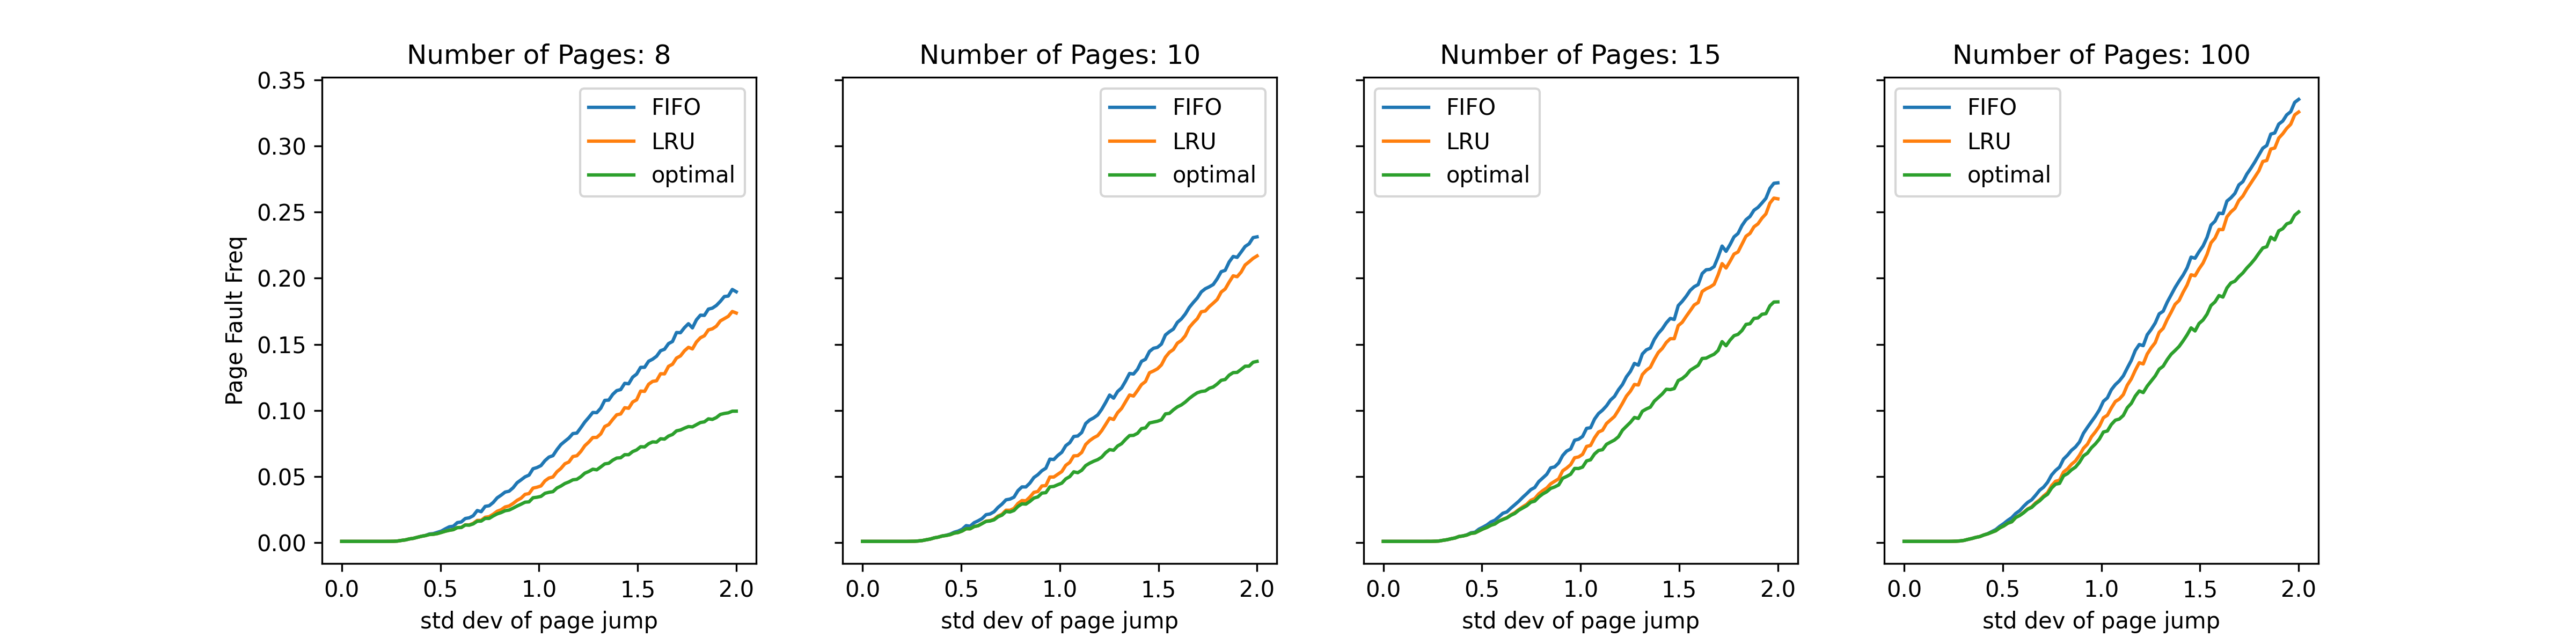 Number of Pages: 8
0.35
0.30
0.25
0.20
0.15
0.10
0.05
0.00
Page Fault Freq
FIFO
LRU
optimal
0.0 0.5 1.0 1.5 2.0
std dev of page jump
Number of Pages: 10
FIFO
LRU
optimal
0.0 0.5 1.0 1.5 2.0
std dev of page jump
Number of Pages: 15
FIFO
LRU
optimal
0.0 0.5 1.0 1.5 2.0
std dev of page jump
Number of Pages: 100
FIFO
LRU
optimal
0.0 0.5 1.0 1.5 2.0
std dev of page jump